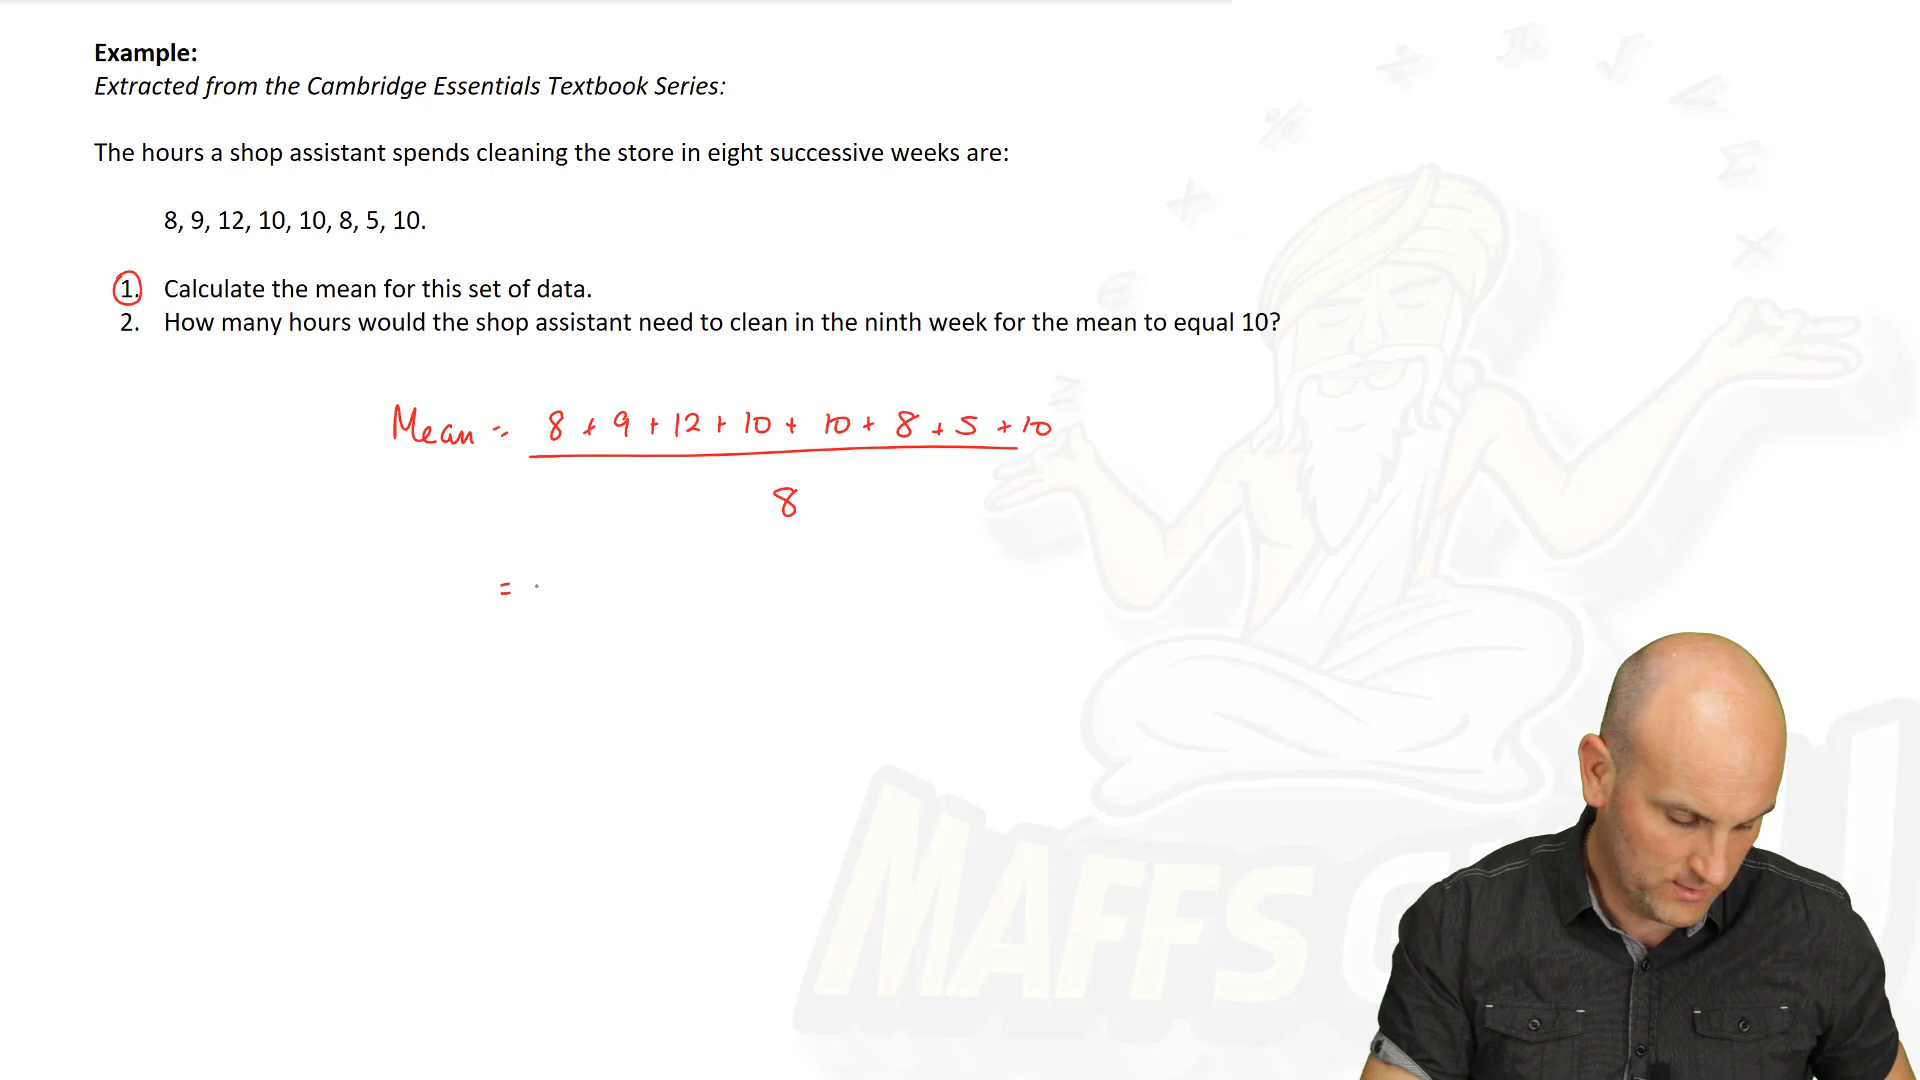 Example:
Extracted from the Cambridge Essentials Textbook Series:
The hours a shop assistant spends cleaning the store in eight successive weeks are:
8, 9, 12, 10, 10, 8, 5, 10.
1. Calculate the mean for this set of data.
2. How many hours would the shop assistant need to clean in the ninth week for the mean to equal 10?
Mean = 8 + 9 + 12 + 10 + 10 + 8 + 5 + 10
8
=
MAFFS